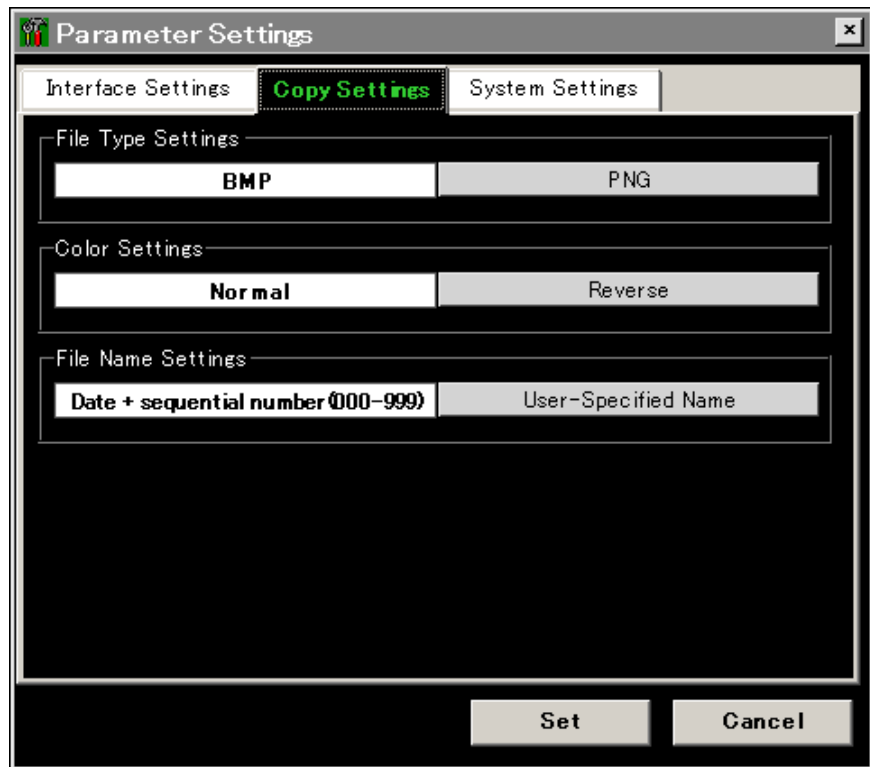 Parameter Settings
Interface Settings Copy Settings System Settings
File Type Settings
BMP PNG
Color Settings
Normal Reverse
File Name Settings
Date + sequential number(000-999) User-Specified Name
Set Cancel